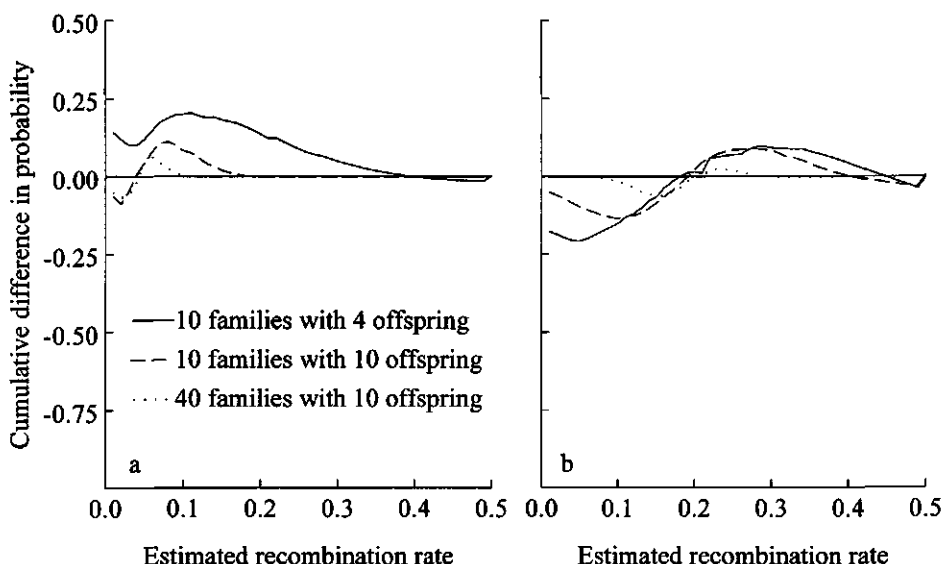 Cumulative difference in probability
0.50
0.25
0.00
-0.25
-0.50
-0.75
10 families with 4 offspring
10 families with 10 offspring
40 families with 10 offspring
a
b
0.0 0.1 0.2 0.3 0.4 0.5
0.0 0.1 0.2 0.3 0.4 0.5
Estimated recombination rate
Estimated recombination rate